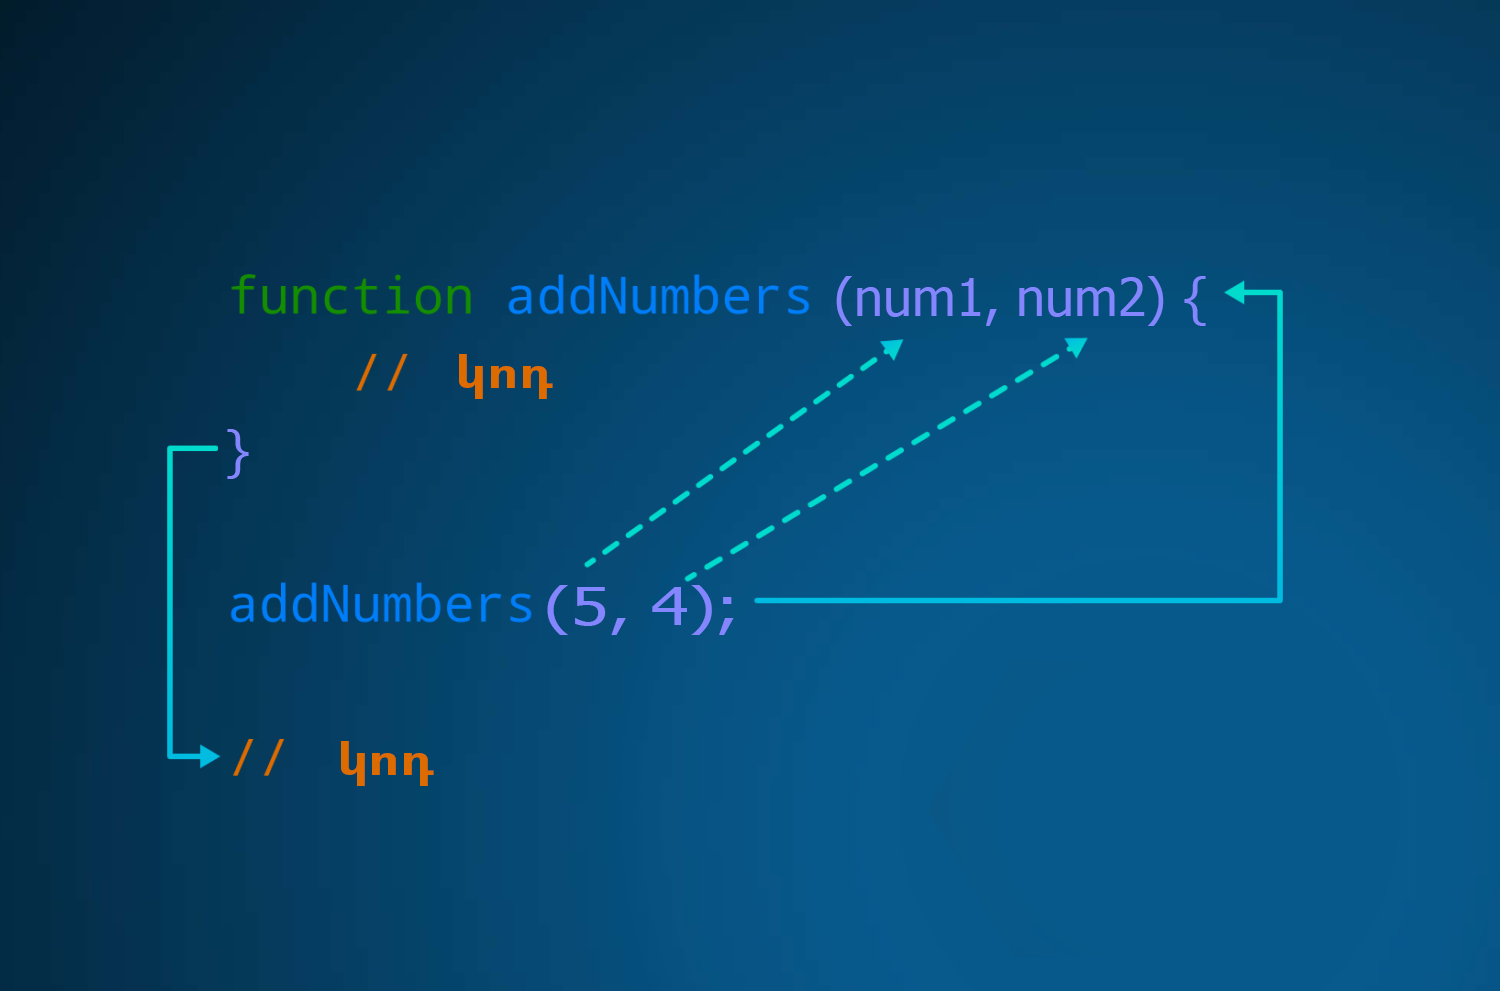 function addNumbers (num1, num2) {
// կոդ
}
addNumbers(5, 4);
// կոդ